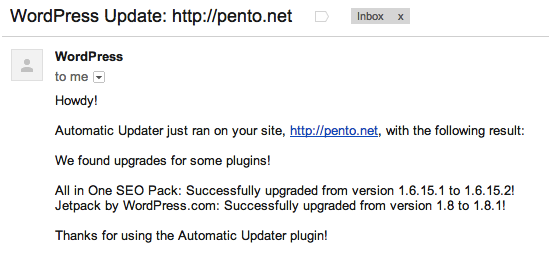 WordPress Update: http://pento.net
Inbox x
WordPress
to me
Howdy!
Automatic Updater just ran on your site, http://pento.net, with the following result:
We found upgrades for some plugins!
All in One SEO Pack: Successfully upgraded from version 1.6.15.1 to 1.6.15.2!
Jetpack by WordPress.com: Successfully upgraded from version 1.8 to 1.8.1!
Thanks for using the Automatic Updater plugin!